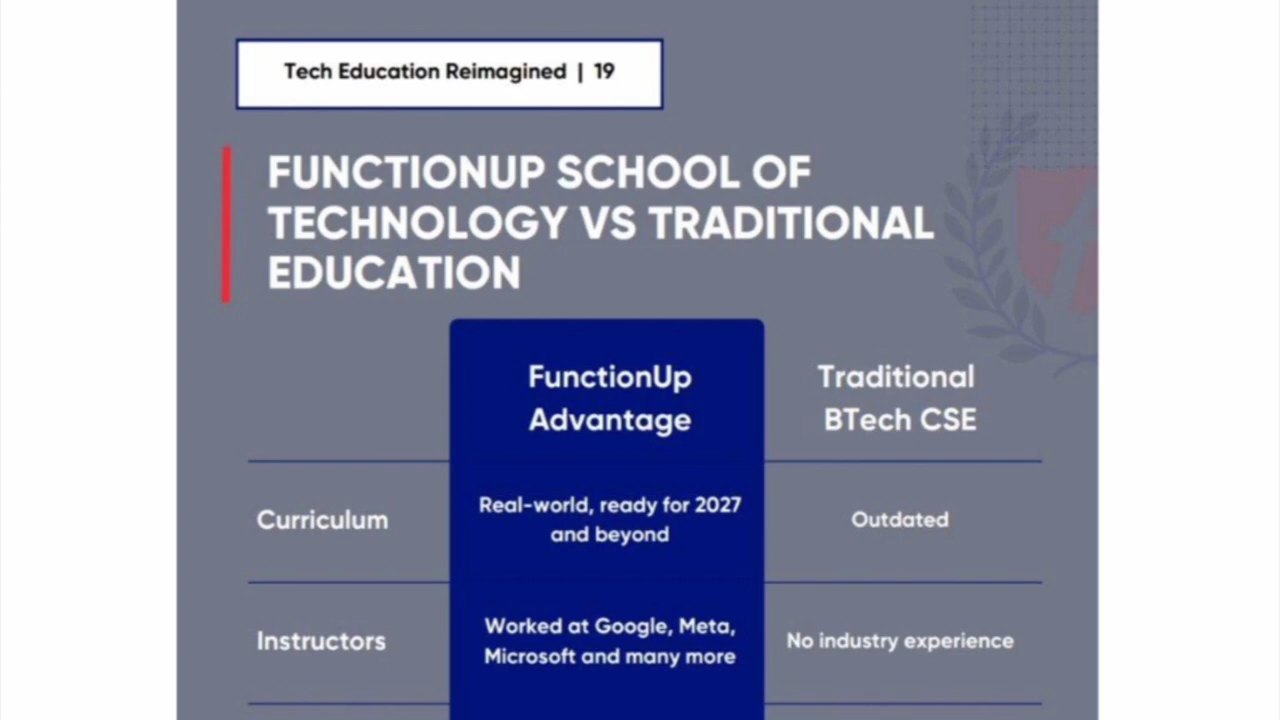 Tech Education Reimagined | 19
FUNCTIONUP SCHOOL OF
TECHNOLOGY VS TRADITIONAL
EDUCATION
FunctionUp
Advantage
Traditional
BTech CSE
Curriculum
Real-world, ready for 2027
and beyond
Outdated
Instructors
Worked at Google, Meta,
Microsoft and many more
No industry experience